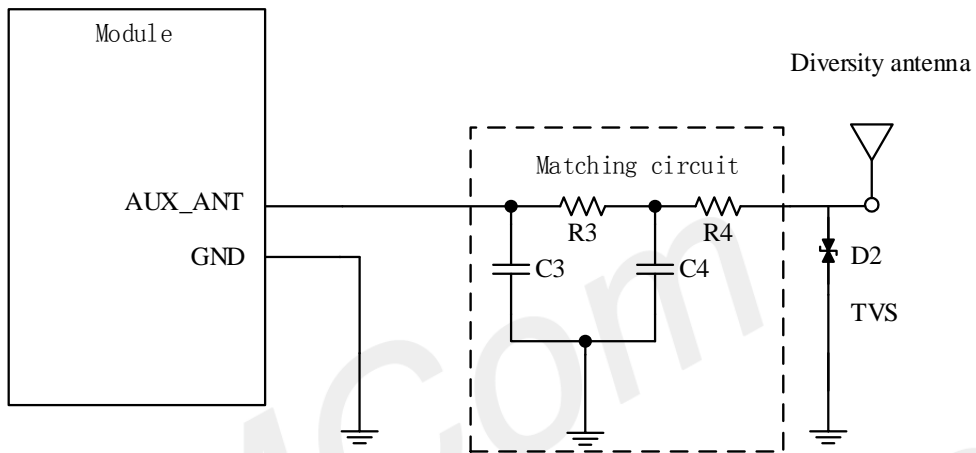 Module
Diversity antenna
Matching circuit
AUX_ANT
R3
R4
GND
C3
C4
D2
TVS